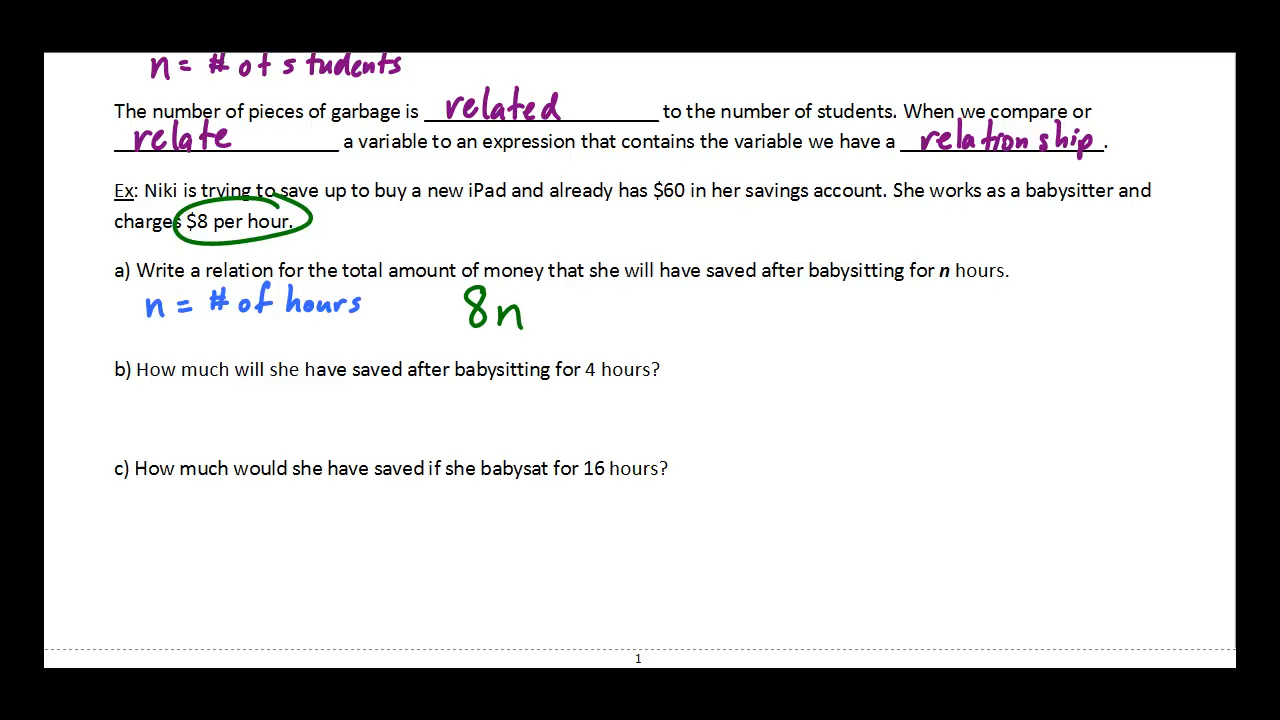 n = # of students
The number of pieces of garbage is related to the number of students. When we compare or
relate a variable to an expression that contains the variable we have a relationship.
Ex: Niki is trying to save up to buy a new iPad and already has $60 in her savings account. She works as a babysitter and
charges $8 per hour.
a) Write a relation for the total amount of money that she will have saved after babysitting for n hours.
n = # of hours 8n
b) How much will she have saved after babysitting for 4 hours?
c) How much would she have saved if she babysat for 16 hours?
1